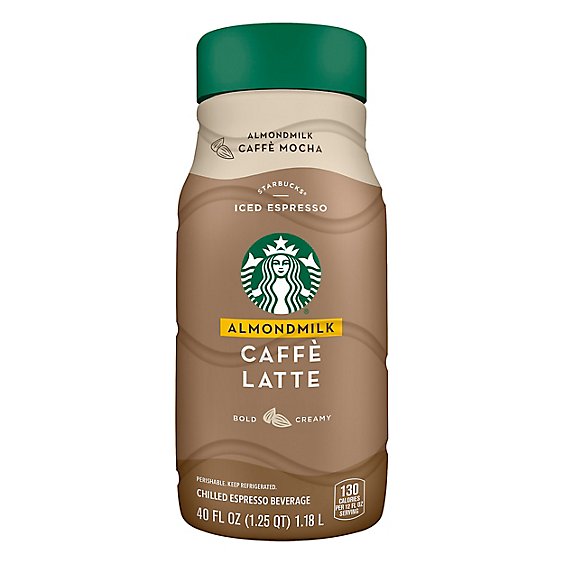 ALMONDMILK
CAFFÈ MOCHA
STARBUCKS®
ICED ESPRESSO
®
ALMONDMILK
CAFFÈ
LATTE
BOLD CREAMY
PERISHABLE. KEEP REFRIGERATED.
CHILLED ESPRESSO BEVERAGE
40 FL OZ (1.25 QT) 1.18 L
130
CALORIES
PER 12 FL OZ
SERVING